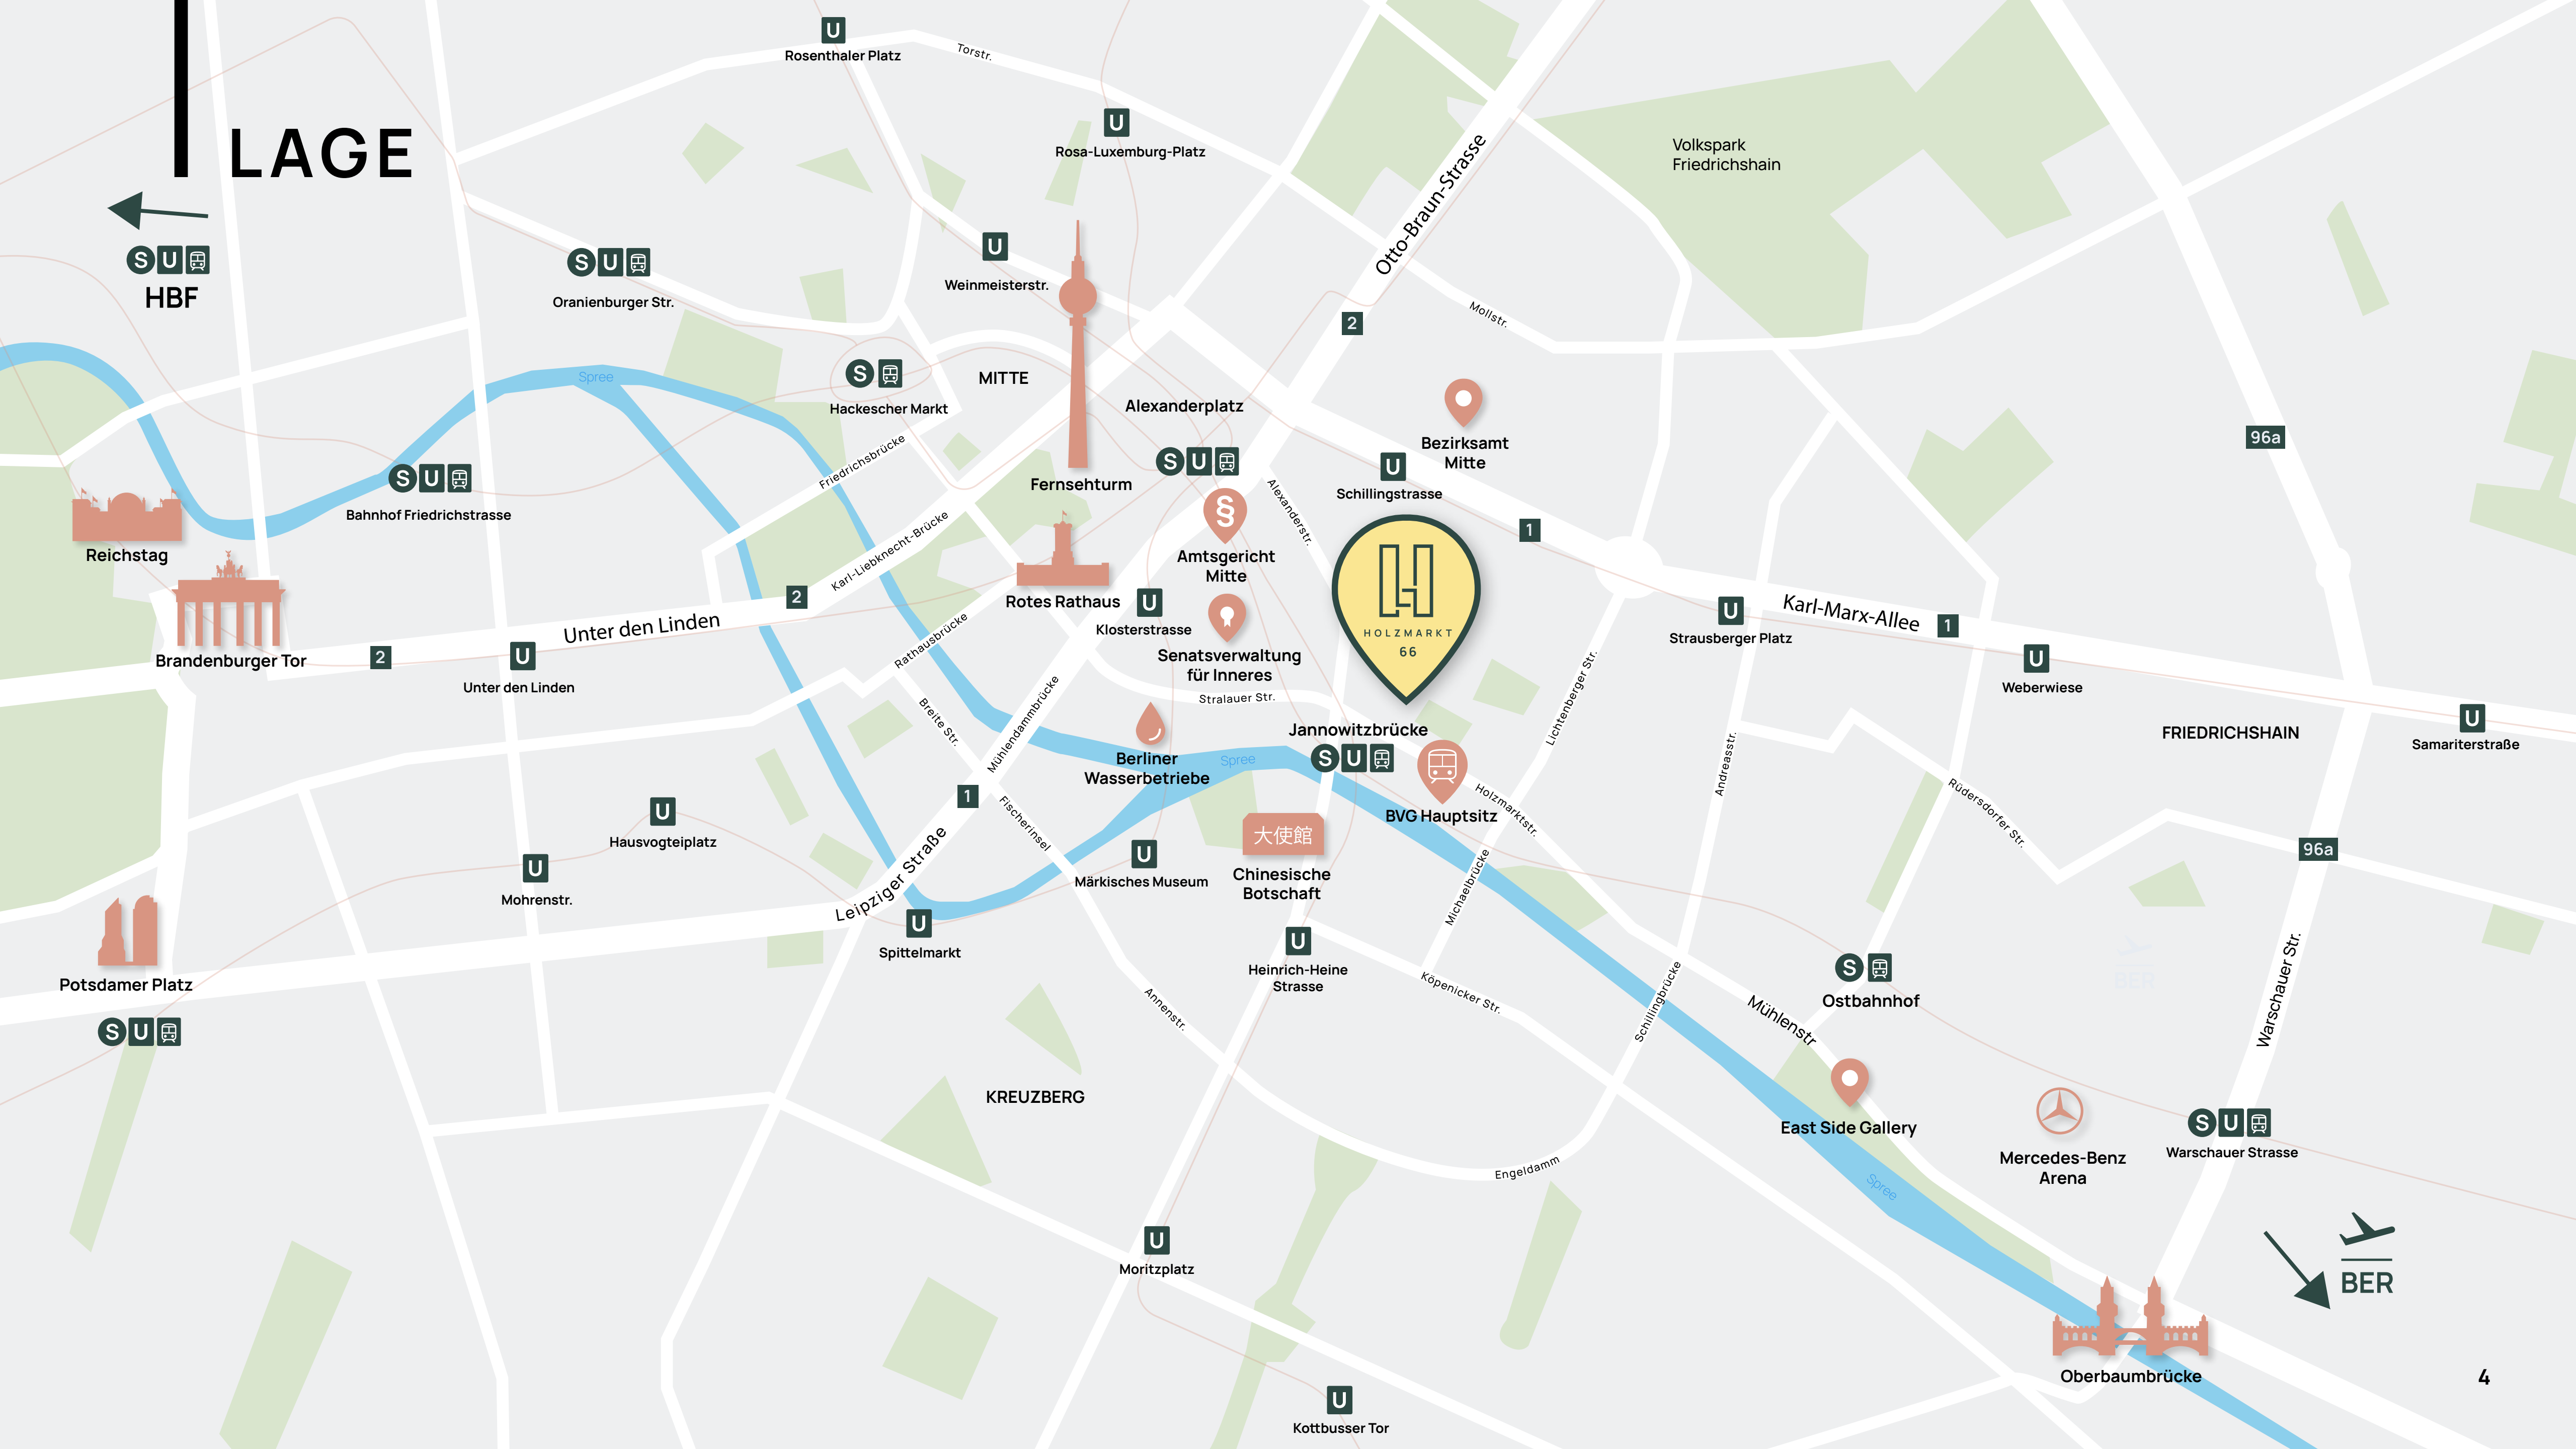 LAGE
U
Rosenthaler Platz
Torstr.
U
Rosa-Luxemburg-Platz
Volkspark
Friedrichshain
Otto-Braun-Strasse
S U
HBF
S U
Oranienburger Str.
U
Weinmeisterstr.
2
Mollstr.
Spree
S
Hackescher Markt
MITTE
Alexanderplatz
S U
Fernsehturm
Bezirksamt
Mitte
U
Schillingstrasse
96a
Friedrichsbrücke
S U
Bahnhof Friedrichstrasse
Reichstag
Karl-Liebknecht-Brücke
§
Amtsgericht
Mitte
Alexanderstr.
1
HOLZMARKT
66
Brandenburger Tor
2
Unter den Linden
2
U
Unter den Linden
Rotes Rathaus
U
Klosterstrasse
Rathausbrücke
Senatsverwaltung
für Inneres
Stralauer Str.
Lichtenberger Str.
U
Strausberger Platz
Karl-Marx-Allee
1
U
Weberwiese
FRIEDRICHSHAIN
U
Samariterstraße
Breite Str.
Mühlendammbrücke
Berliner
Wasserbetriebe
Spree
Jannowitzbrücke
S U
BVG Hauptsitz
Holzmarktstr.
Andreasstr.
Rüdersdorfer Str.
96a
1
Fischerinsel
U
Hausvogteiplatz
U
Mohrenstr.
Leipziger Straße
U
Märkisches Museum
大使館
Chinesische
Botschaft
Michaelbrücke
U
Spittelmarkt
U
Heinrich-Heine
Strasse
Köpenicker Str.
Schillingbrücke
Mühlenstr
S
Ostbahnhof
BER
Warschauer Str.
Potsdamer Platz
S U
Annenstr.
KREUZBERG
Engeldamm
East Side Gallery
Spree
Mercedes-Benz
Arena
S U
Warschauer Strasse
U
Moritzplatz
BER
Oberbaumbrücke
U
Kottbusser Tor
4